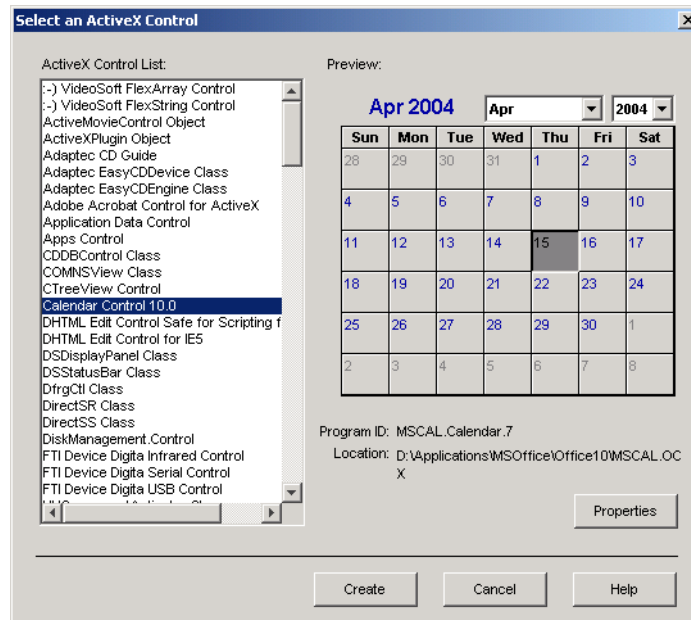 Select an ActiveX Control
ActiveX Control List:
:-) VideoSoft FlexArray Control
:-) VideoSoft FlexString Control
ActiveMovieControl Object
ActiveXPlugin Object
Adaptec CD Guide
Adaptec EasyCDDevice Class
Adaptec EasyCDEngine Class
Adobe Acrobat Control for ActiveX
Application Data Control
Apps Control
CDDBControl Class
COMNSView Class
CTreeView Control
Calendar Control 10.0
DHTML Edit Control Safe for Scripting f
DHTML Edit Control for IE5
DSDisplayPanel Class
DSStatusBar Class
DfrgCtl Class
DirectSR Class
DirectSS Class
DiskManagement.Control
FTI Device Digita Infrared Control
FTI Device Digita Serial Control
FTI Device Digita USB Control
Preview:
Apr 2004 Apr 2004
Sun Mon Tue Wed Thu Fri Sat
28 29 30 31 1 2 3
4 5 6 7 8 9 10
11 12 13 14 15 16 17
18 19 20 21 22 23 24
25 26 27 28 29 30 1
2 3 4 5 6 7 8
Program ID: MSCAL.Calendar.7
Location: D:\Applications\MSOffice\Office10\MSCAL.OC
X
Properties
Create Cancel Help